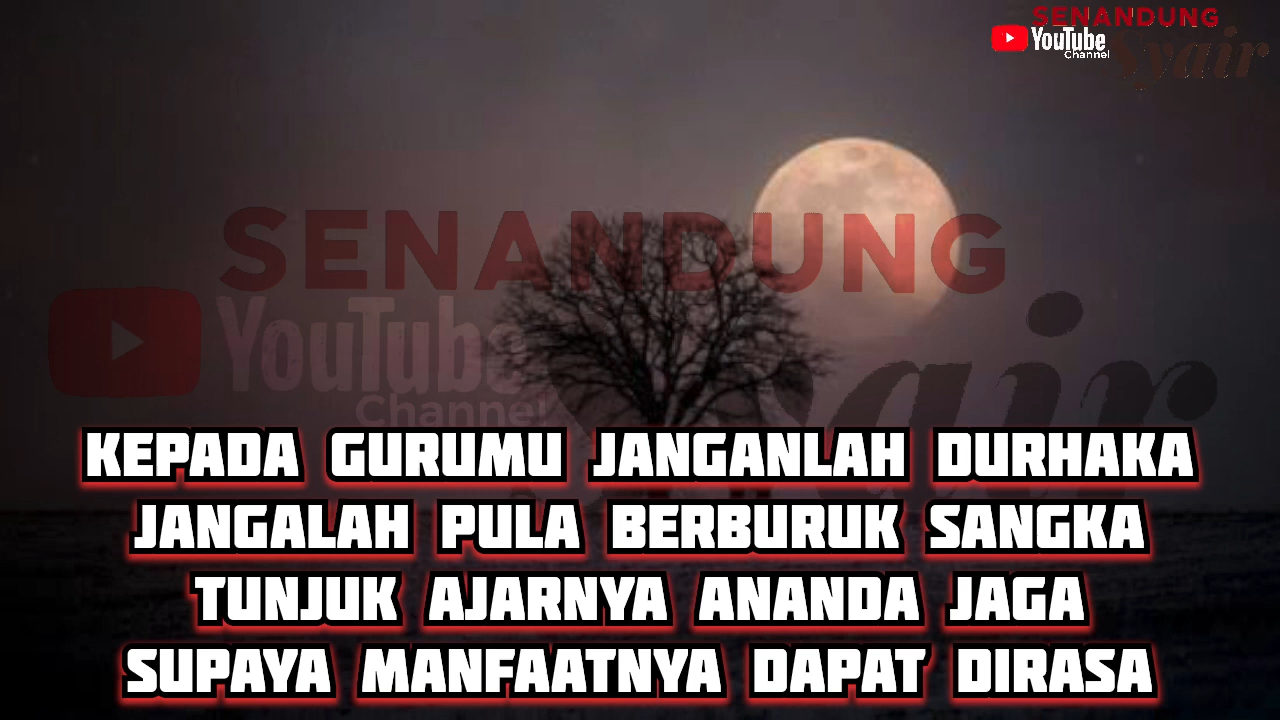 SENANDUNG
YouTube
Channel
Syair
SENANDUNG
YouTube
Channel
Syair
KEPADA GURUMU JANGANLAH DURHAKA
JANGALAH PULA BERBURUK SANGKA
TUNJUK AJARNYA ANANDA JAGA
SUPAYA MANFAATNYA DAPAT DIRASA